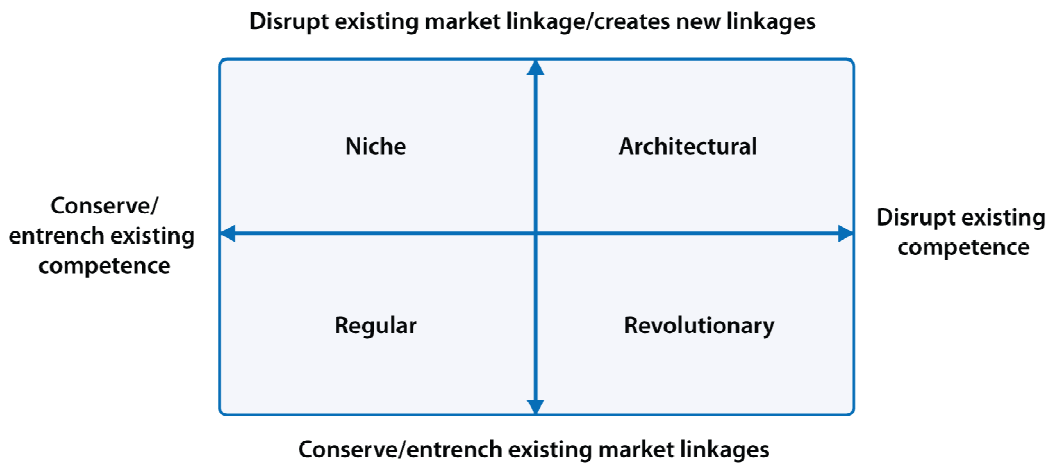 Disrupt existing market linkage/creates new linkages
Niche
Architectural
Conserve/
entrench existing
competence
Disrupt existing
competence
Regular
Revolutionary
Conserve/entrench existing market linkages